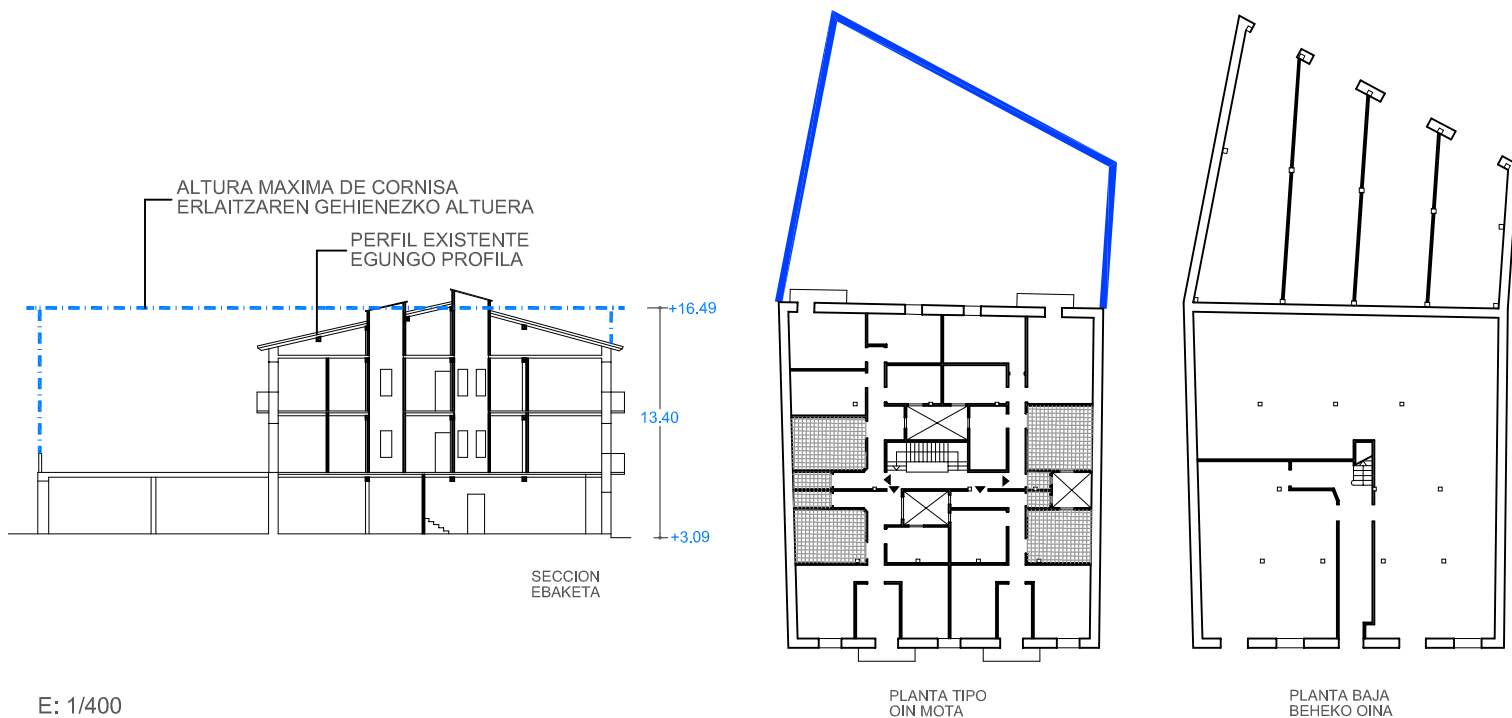 ALTURA MAXIMA DE CORNISA
ERLAITZAREN GEHIENEZKO ALTUERA
PERFIL EXISTENTE
EGUNGO PROFILA
+16.49
13.40
+3.09
SECCION
EBAKETA
E: 1/400
PLANTA TIPO
OIN MOTA
PLANTA BAJA
BEHEKO OINA